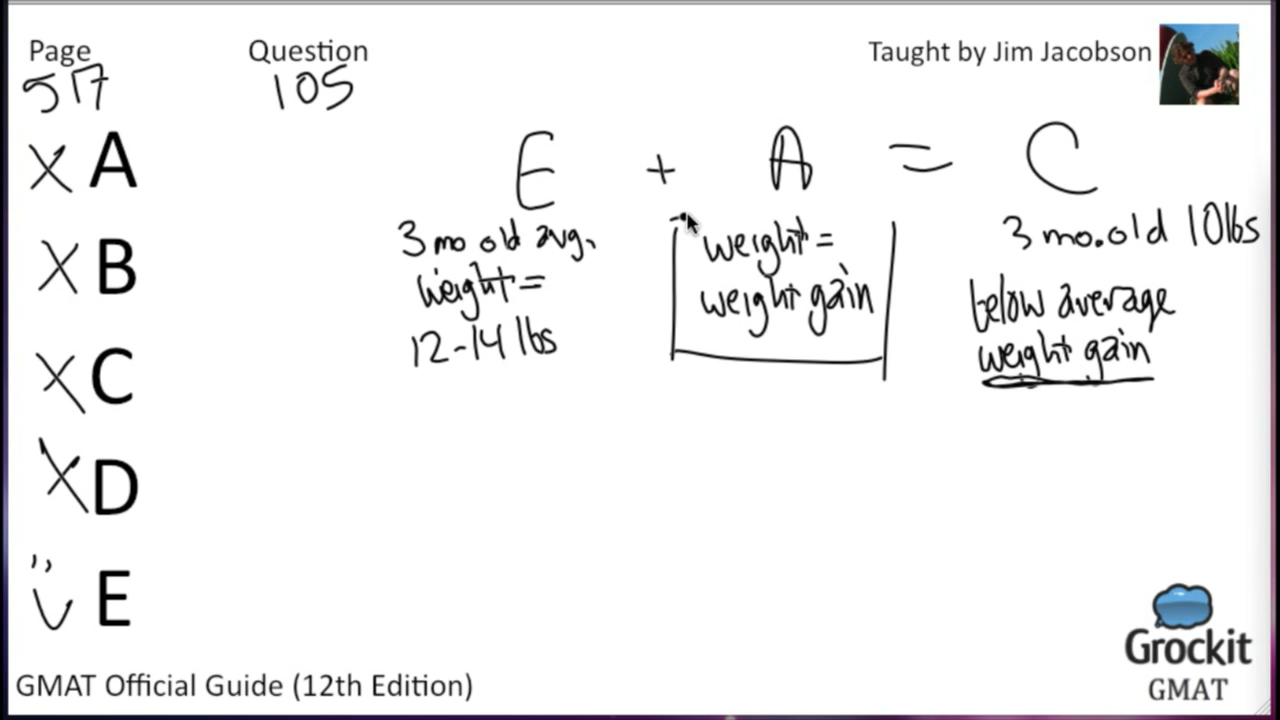 Page
Question
Taught by Jim Jacobson
517
105
X A
E + A = C
3 mo old avg.
weight =
12-14 lbs
weight =
weight gain
3 mo. old 10lbs
below average
weight gain
X B
X C
X D
E
Grockit
GMAT
GMAT Official Guide (12th Edition)